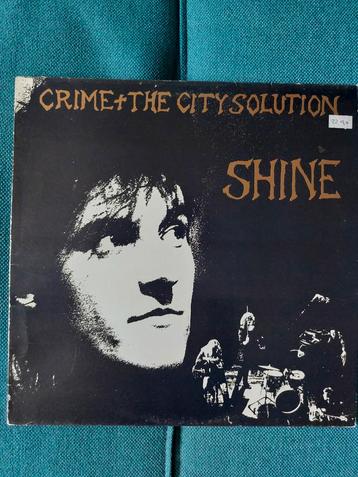 CRIME+THE CITY SOLUTION
SHINE